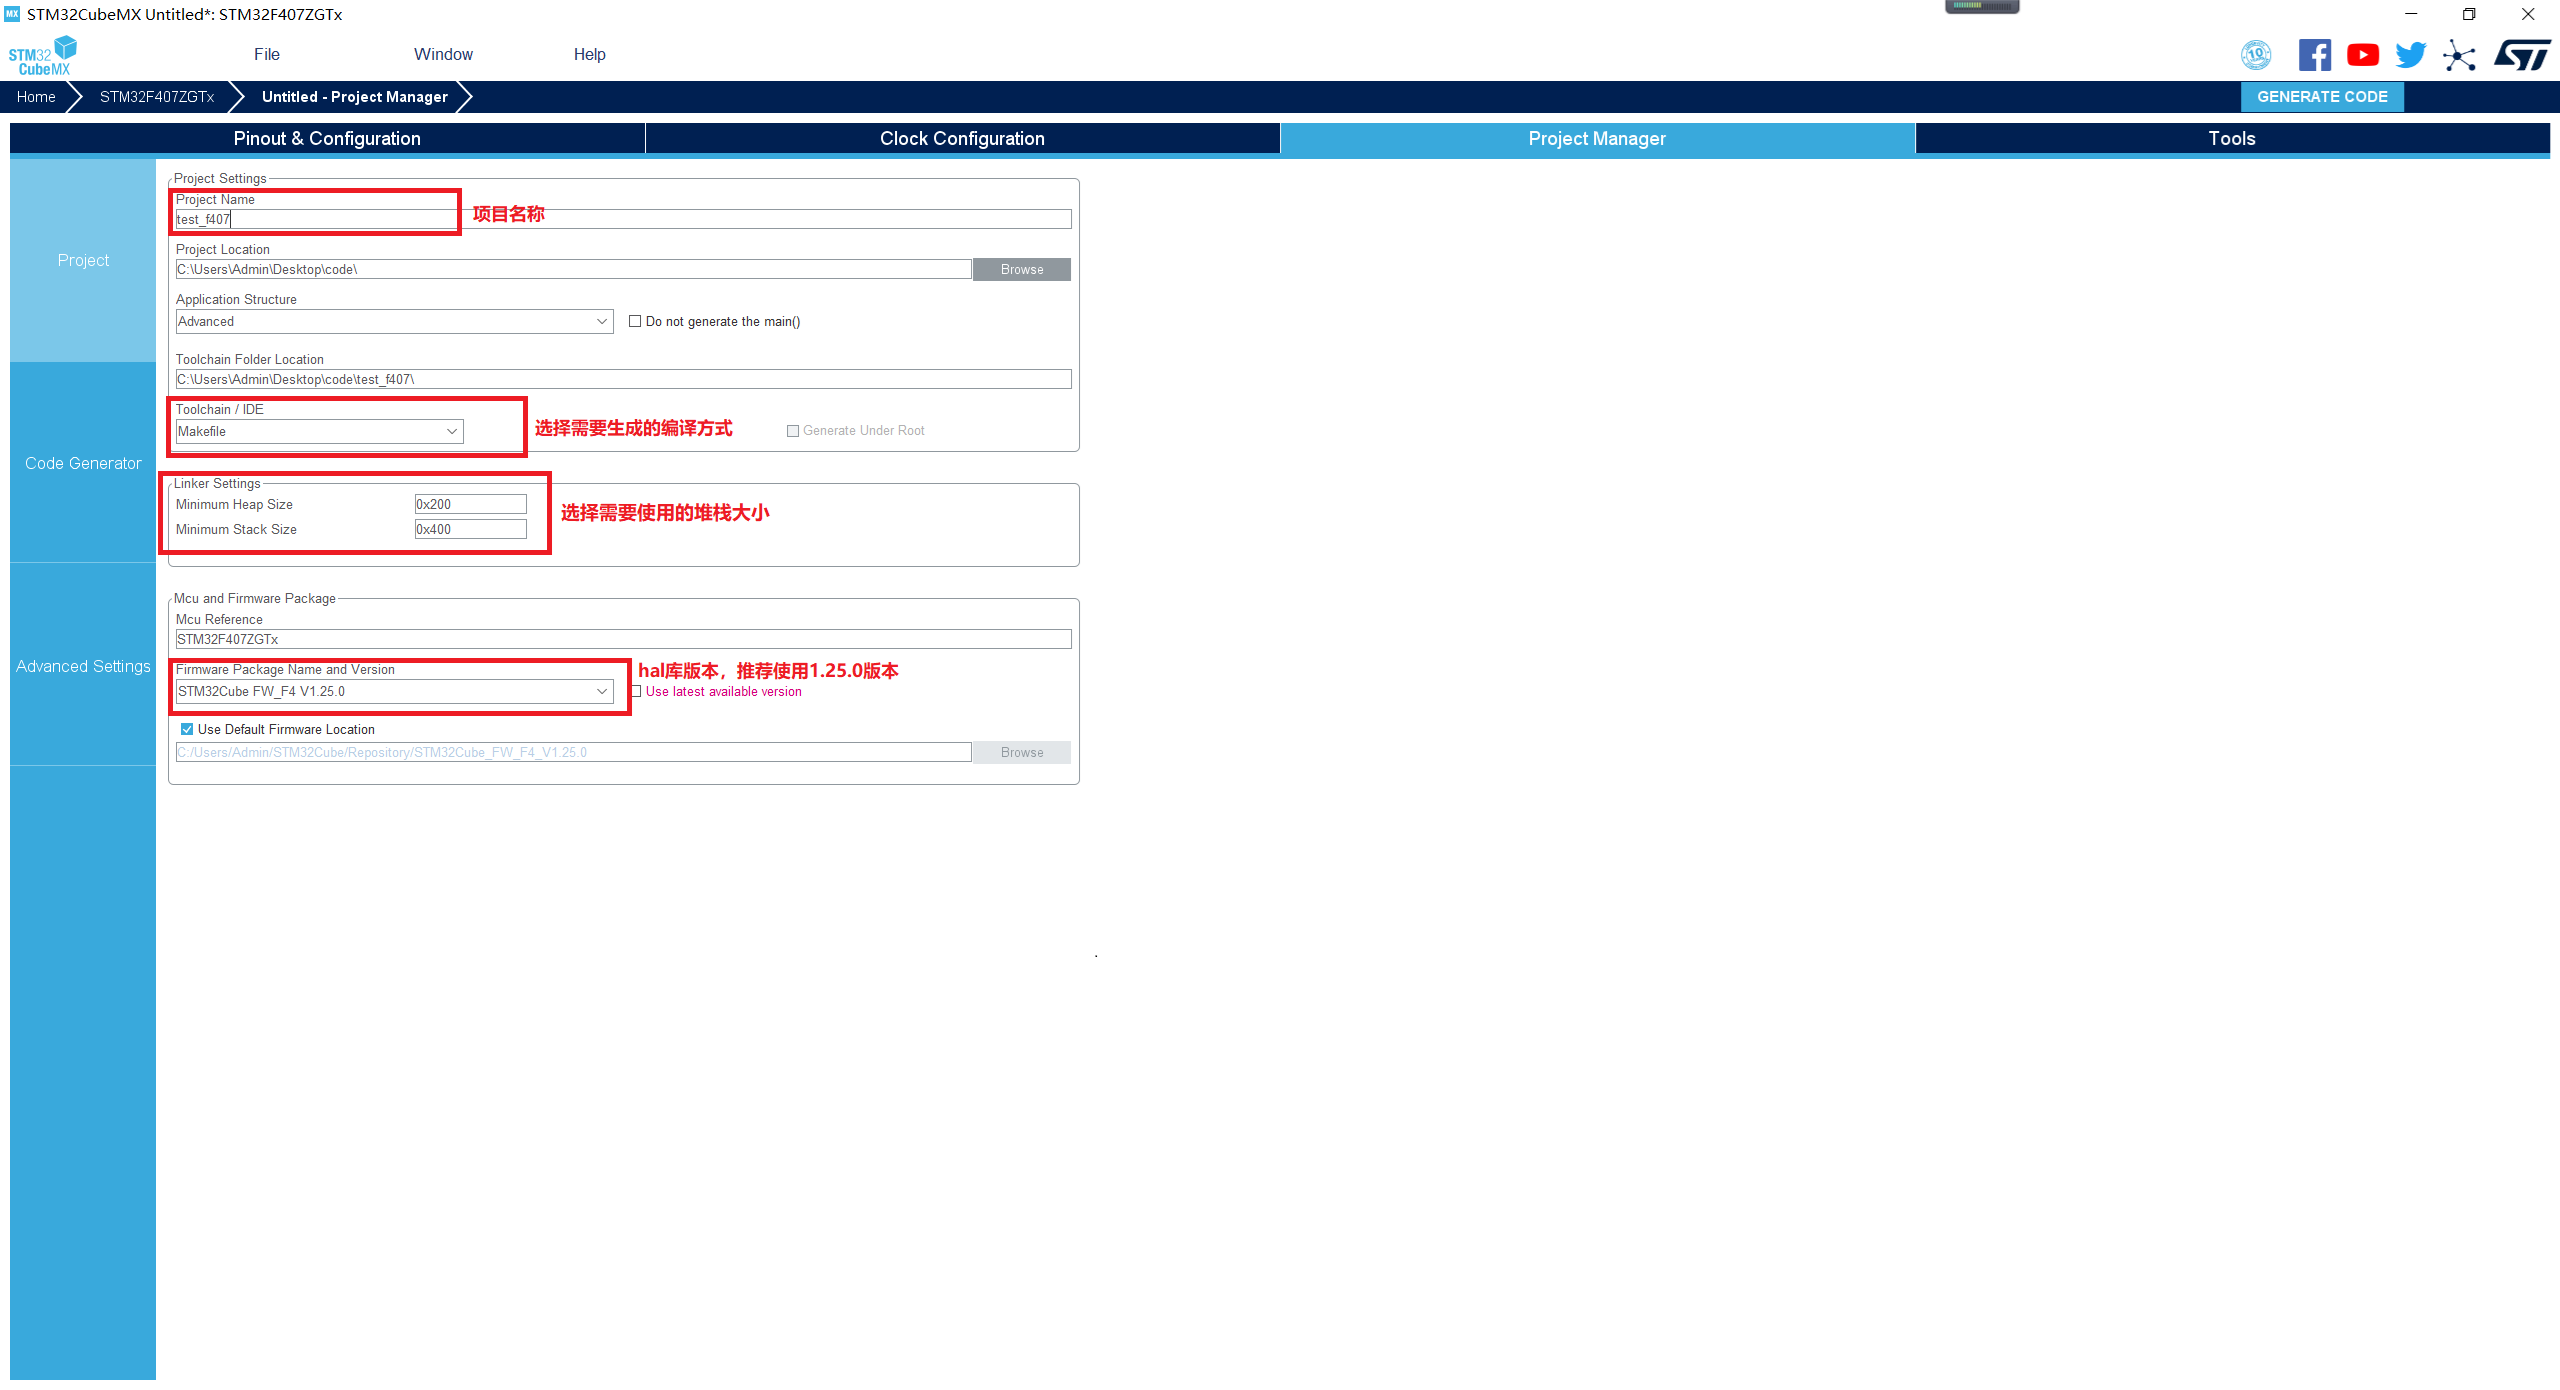 MX STM32CubeMX Untitled*: STM32F407ZGTx
STM32
CubeMX
File
Window
Help
10
ST
Home
STM32F407ZGTx
Untitled - Project Manager
GENERATE CODE
Pinout & Configuration
Clock Configuration
Project Manager
Tools
Project
Code Generator
Advanced Settings
Project Settings
Project Name
test_f407
项目名称
Project Location
C:\Users\Admin\Desktop\code\
Browse
Application Structure
Advanced
Do not generate the main()
Toolchain Folder Location
C:\Users\Admin\Desktop\code\test_f407\
Toolchain / IDE
Makefile
选择需要生成的编译方式
Generate Under Root
Linker Settings
Minimum Heap Size
0x200
选择需要使用的堆栈大小
Minimum Stack Size
0x400
Mcu and Firmware Package
Mcu Reference
STM32F407ZGTx
Firmware Package Name and Version
hal库版本，推荐使用1.25.0版本
STM32Cube FW_F4 V1.25.0
Use latest available version
Use Default Firmware Location
C:/Users/Admin/STM32Cube/Repository/STM32Cube_FW_F4_V1.25.0
Browse